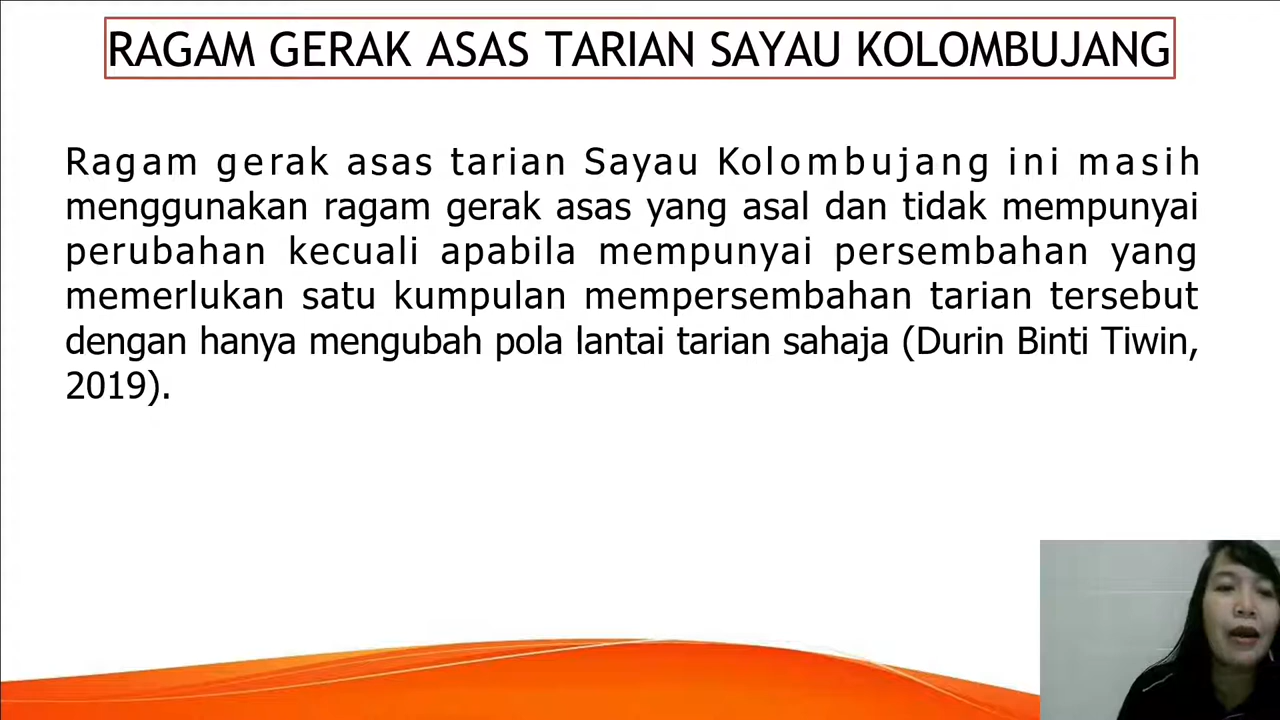 RAGAM GERAK ASAS TARIAN SAYAU KOLOMBUJANG
Ragam gerak asas tarian Sayau Kolombujang ini masih
menggunakan ragam gerak asas yang asal dan tidak mempunyai
perubahan kecuali apabila mempunyai persembahan yang
memerlukan satu kumpulan mempersembahan tarian tersebut
dengan hanya mengubah pola lantai tarian sahaja (Durin Binti Tiwin,
2019).